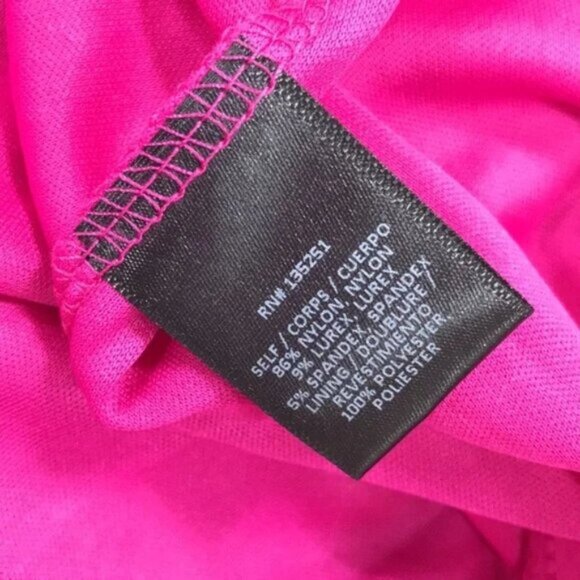 RN# 135251
SELF / CORPS / CUERPO
86% NYLON, NYLON
9% LUREX, LUREX
5% SPANDEX, SPANDEX
LINING / DOUBLURE /
REVESTIMIENTO
100% POLYESTER
POLIESTER